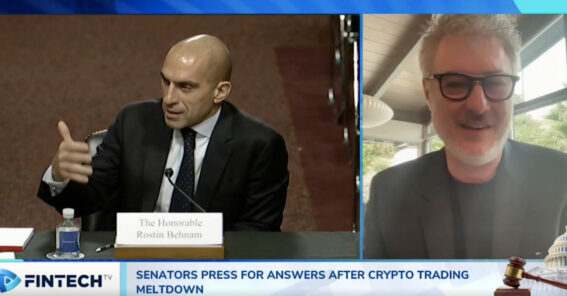 The Honorable
Rostin Behnam
FINTECH TV
SENATORS PRESS FOR ANSWERS AFTER CRYPTO TRADING
MELTDOWN